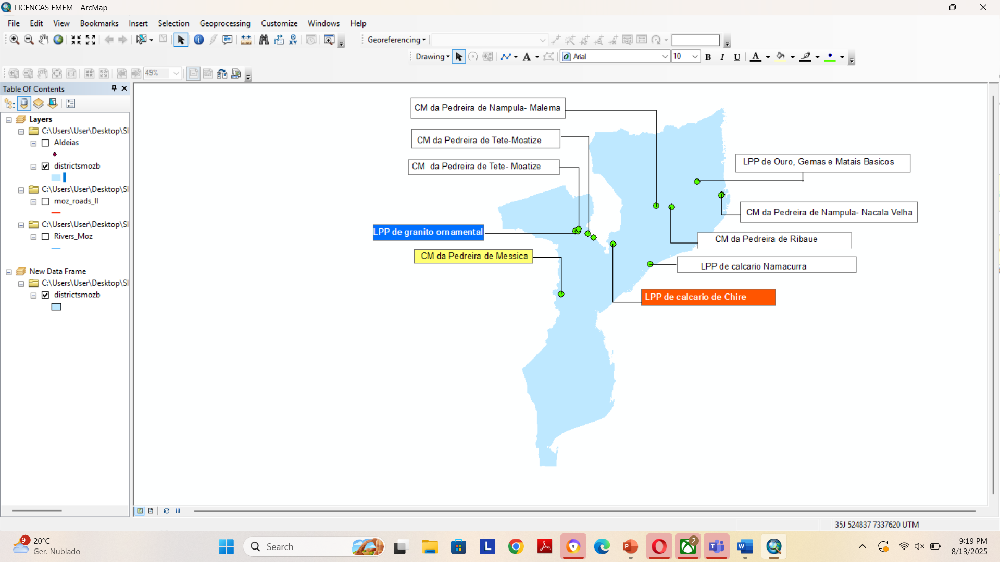 LICENCAS EMEM - ArcMap
File Edit View Bookmarks Insert Selection Geoprocessing Customize Windows Help
Georeferencing
Drawing Arial 10 B I U A
49%
Table Of Contents
Layers
C:\Users\User\Desktop\SI
Aldeias
districtsmozb
C:\Users\User\Desktop\SI
moz_roads_ll
C:\Users\User\Desktop\SI
Rivers_Moz
New Data Frame
C:\Users\User\Desktop\SI
districtsmozb
CM da Pedreira de Nampula- Malema
CM da Pedreira de Tete-Moatize
CM da Pedreira de Tete- Moatize
LPP de Ouro, Gemas e Matais Basicos
CM da Pedreira de Nampula- Nacala Velha
LPP de granito ornamental
CM da Pedreira de Ribaue
CM da Pedreira de Messica
LPP de calcario Namacurra
LPP de calcario de Chire
35J 524837 7337620 UTM
9+
20°C
Ger. Nublado
Search
2
9:19 PM
8/13/2025